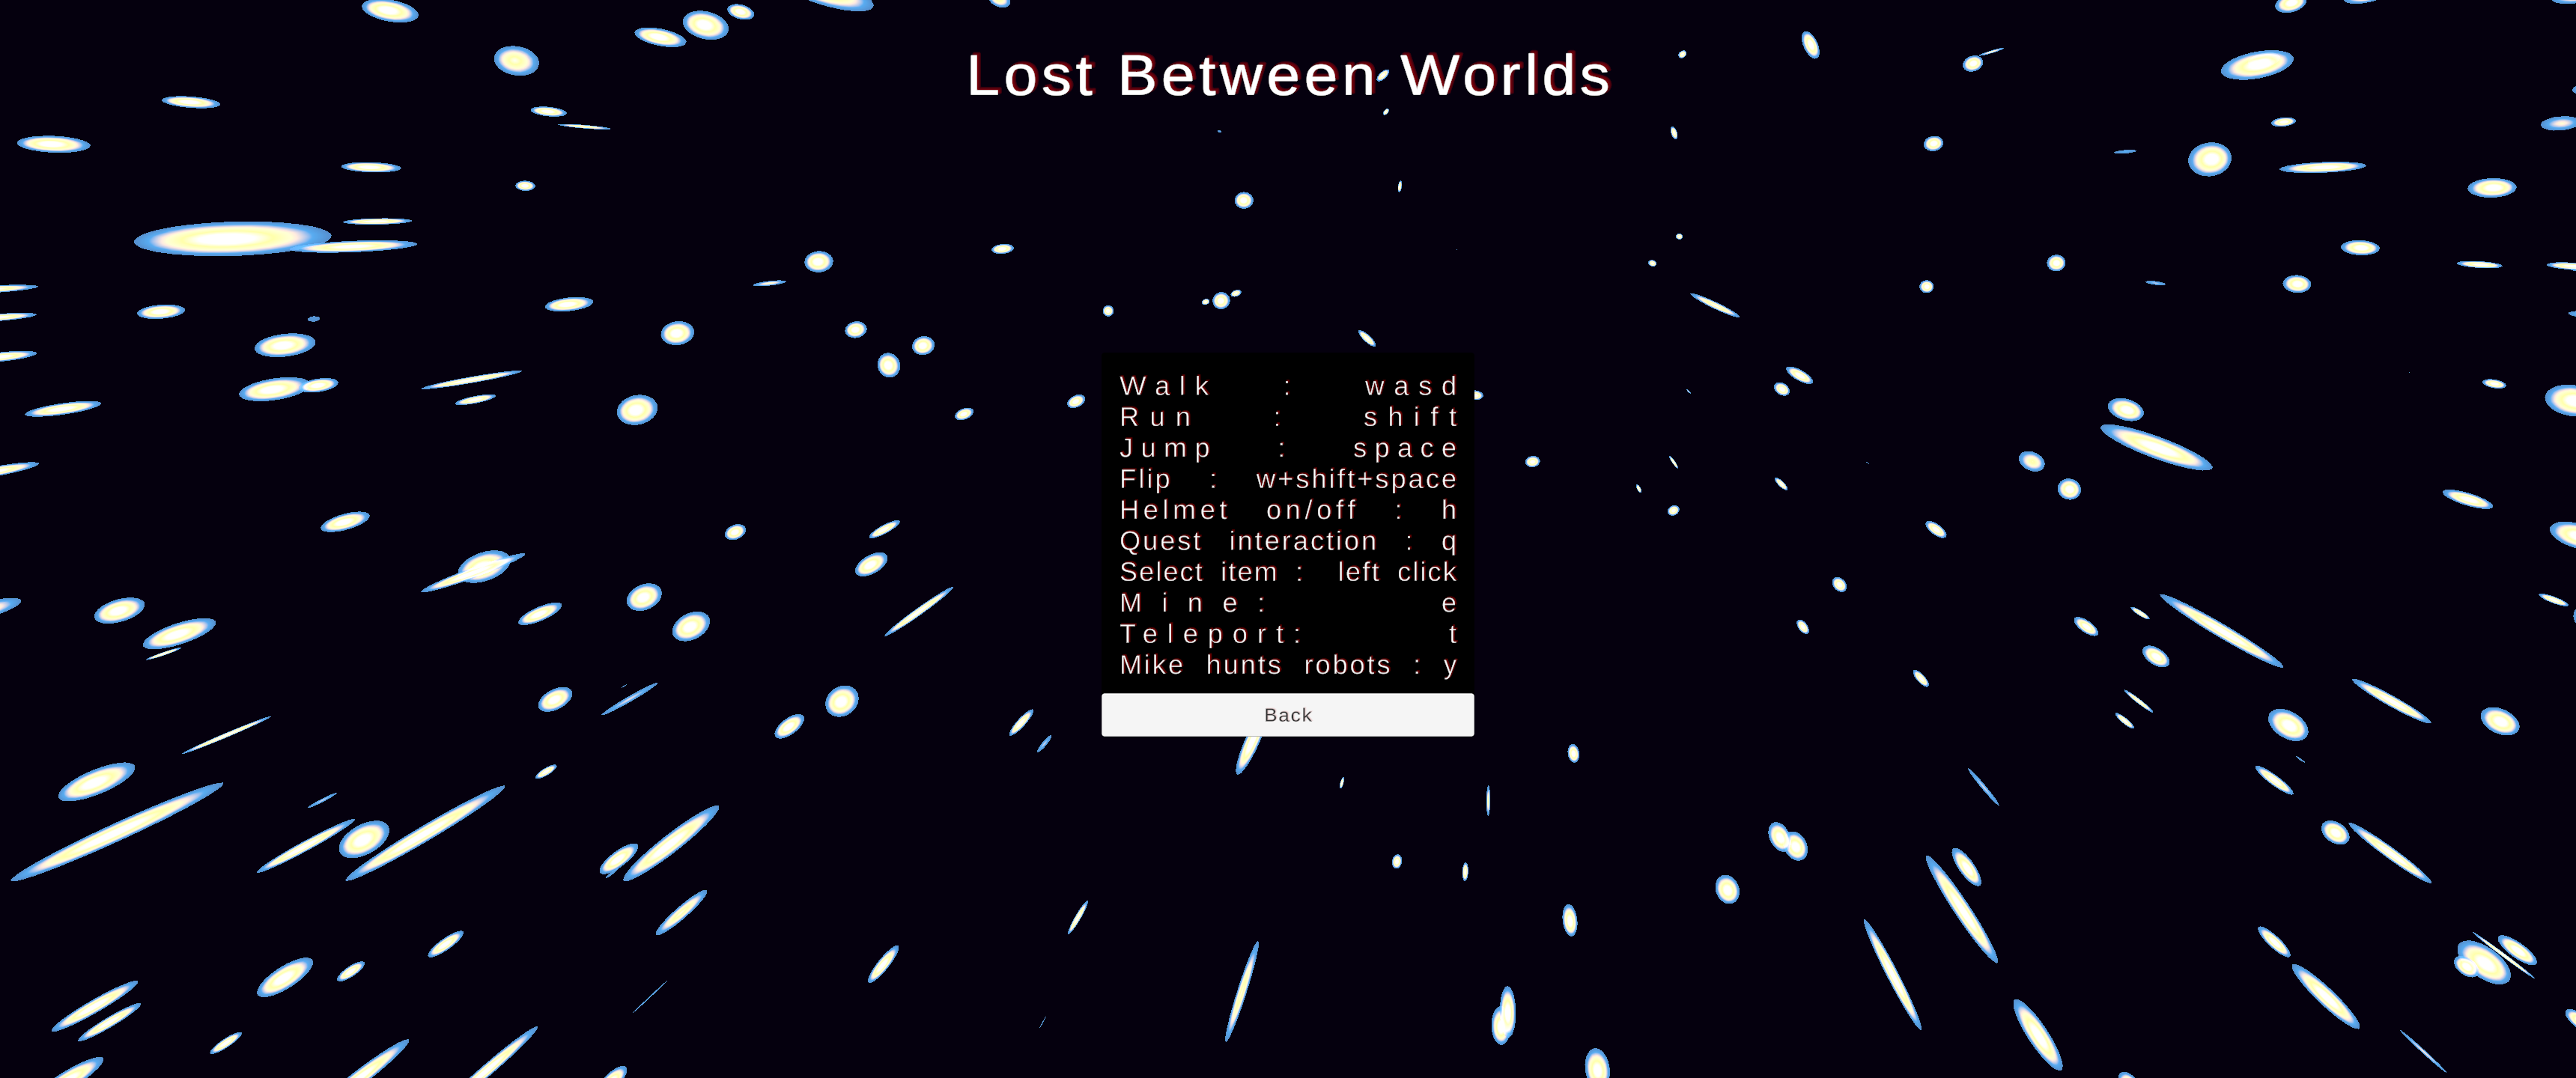 Lost Between Worlds
Walk : wasd
Run : shift
Jump : space
Flip : w+shift+space
Helmet on/off : h
Quest interaction : q
Select item : left click
Mine: e
Teleport: t
Mike hunts robots : y
Back